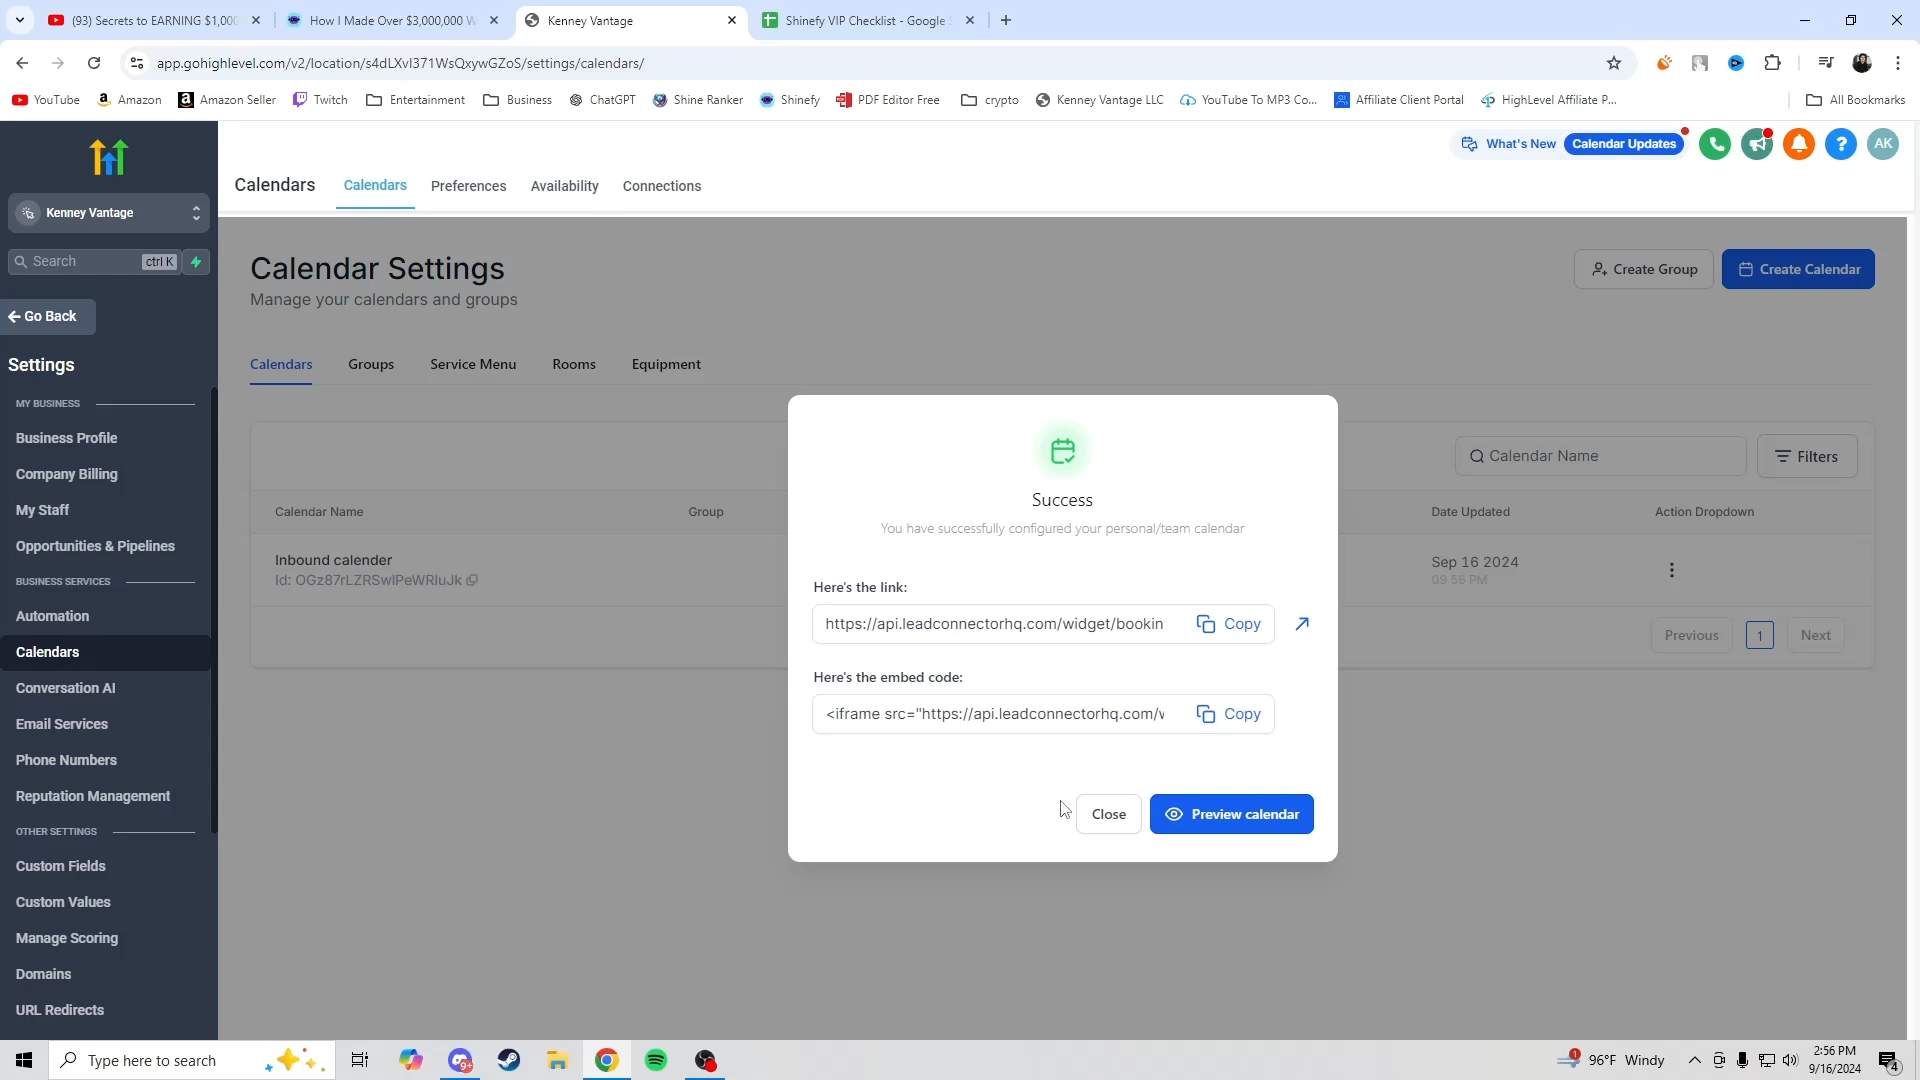 (93) Secrets to EARNING $1,000
How I Made Over $3,000,000 W
Kenney Vantage
Shinefy VIP Checklist - Google S
app.gohighlevel.com/v2/location/s4dLXvI371WsQxywGZoS/settings/calendars/
YouTube
Amazon
Amazon Seller
Twitch
Entertainment
Business
ChatGPT
Shine Ranker
Shinefy
PDF Editor Free
crypto
Kenney Vantage LLC
YouTube To MP3 Co...
Affiliate Client Portal
HighLevel Affiliate P...
All Bookmarks
What's New
Calendar Updates
AK
Calendars
Calendars
Preferences
Availability
Connections
Kenney Vantage
Search
ctrl K
Go Back
Settings
MY BUSINESS
Business Profile
Company Billing
My Staff
Opportunities & Pipelines
BUSINESS SERVICES
Automation
Calendars
Conversation AI
Email Services
Phone Numbers
Reputation Management
OTHER SETTINGS
Custom Fields
Custom Values
Manage Scoring
Domains
URL Redirects
Calendar Settings
Manage your calendars and groups
Create Group
Create Calendar
Calendars
Groups
Service Menu
Rooms
Equipment
Calendar Name
Filters
Calendar Name
Group
Date Updated
Action Dropdown
Inbound calender
Id: OGz87rLZRSwIPeWRluJk
Sep 16 2024
09 56 PM
Previous
1
Next
Success
You have successfully configured your personal/team calendar
Here's the link:
https://api.leadconnectorhq.com/widget/bookin
Copy
Here's the embed code:
<iframe src="https://api.leadconnectorhq.com/v
Copy
Close
Preview calendar
Type here to search
9+
1
96°F Windy
2:56 PM
9/16/2024
4